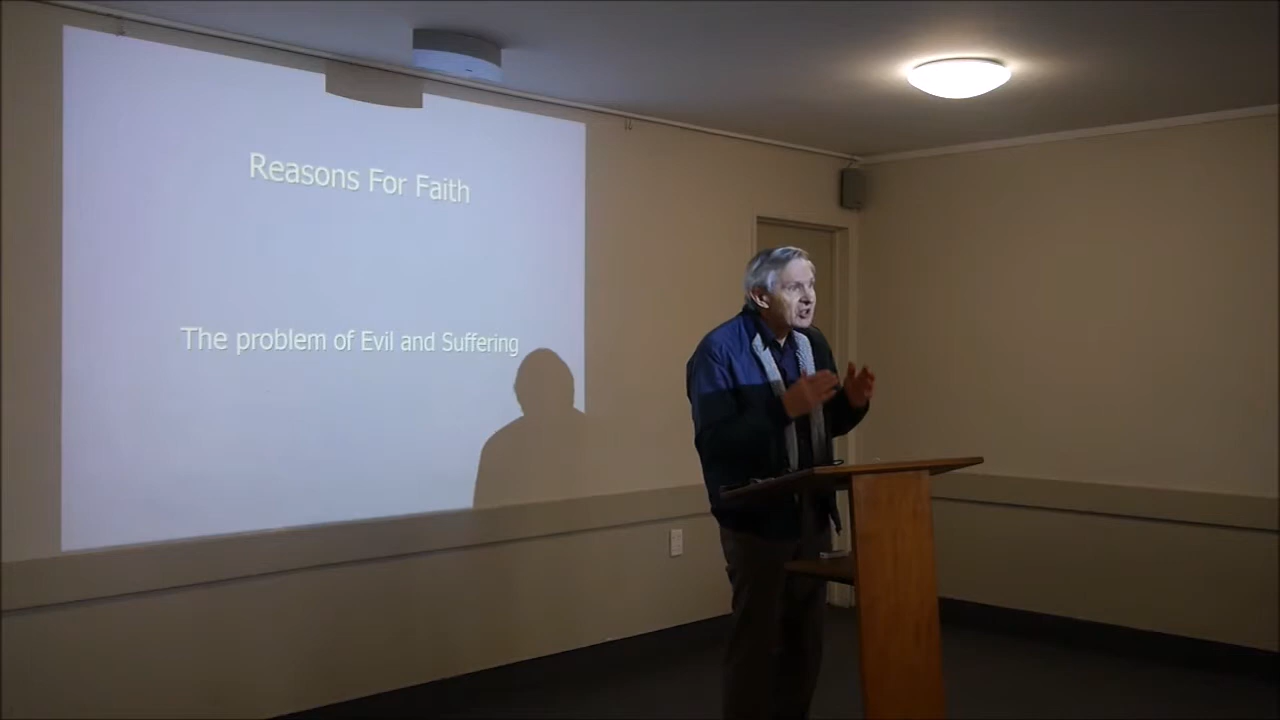 Reasons For Faith
The problem of Evil and Suffering